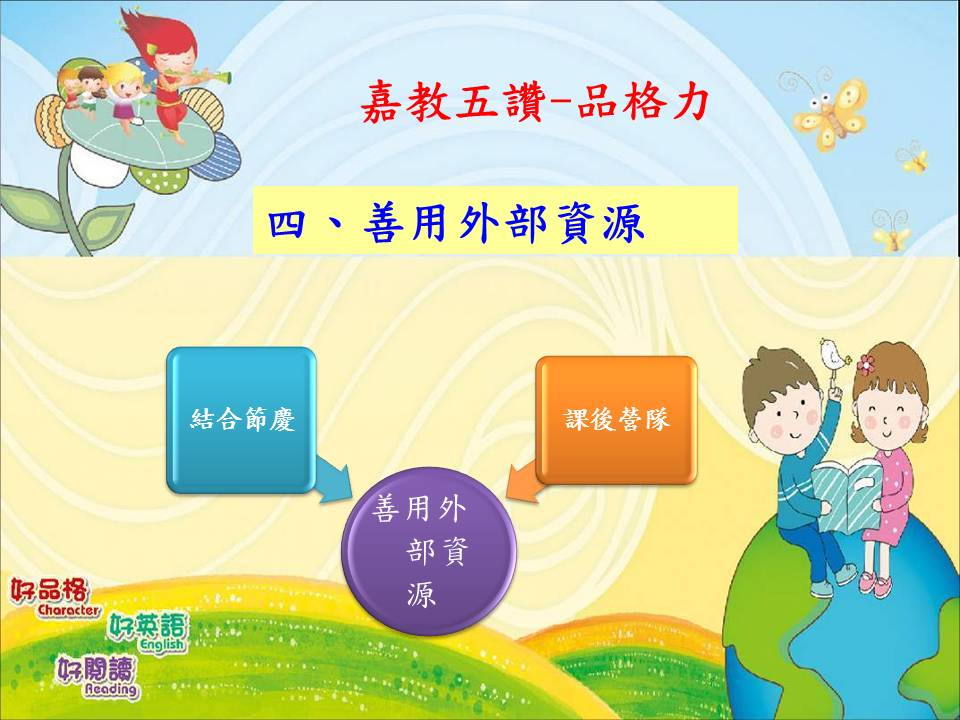 嘉教五讚-品格力
四、善用外部資源
結合節慶
課後營隊
善用外
部資
源
好品格
Character
好英語
English
好閱讀
Reading